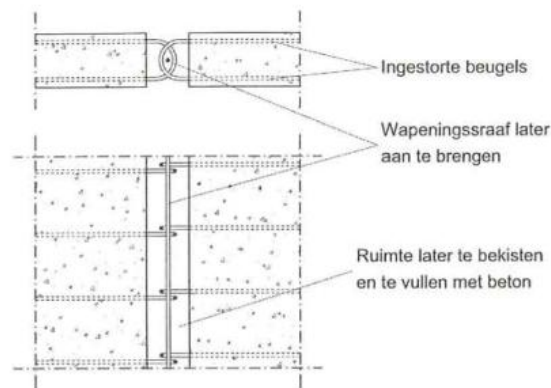 Ingestorte beugels
Wapeningssraaf later
aan te brengen
Ruimte later te bekisten
en te vullen met beton